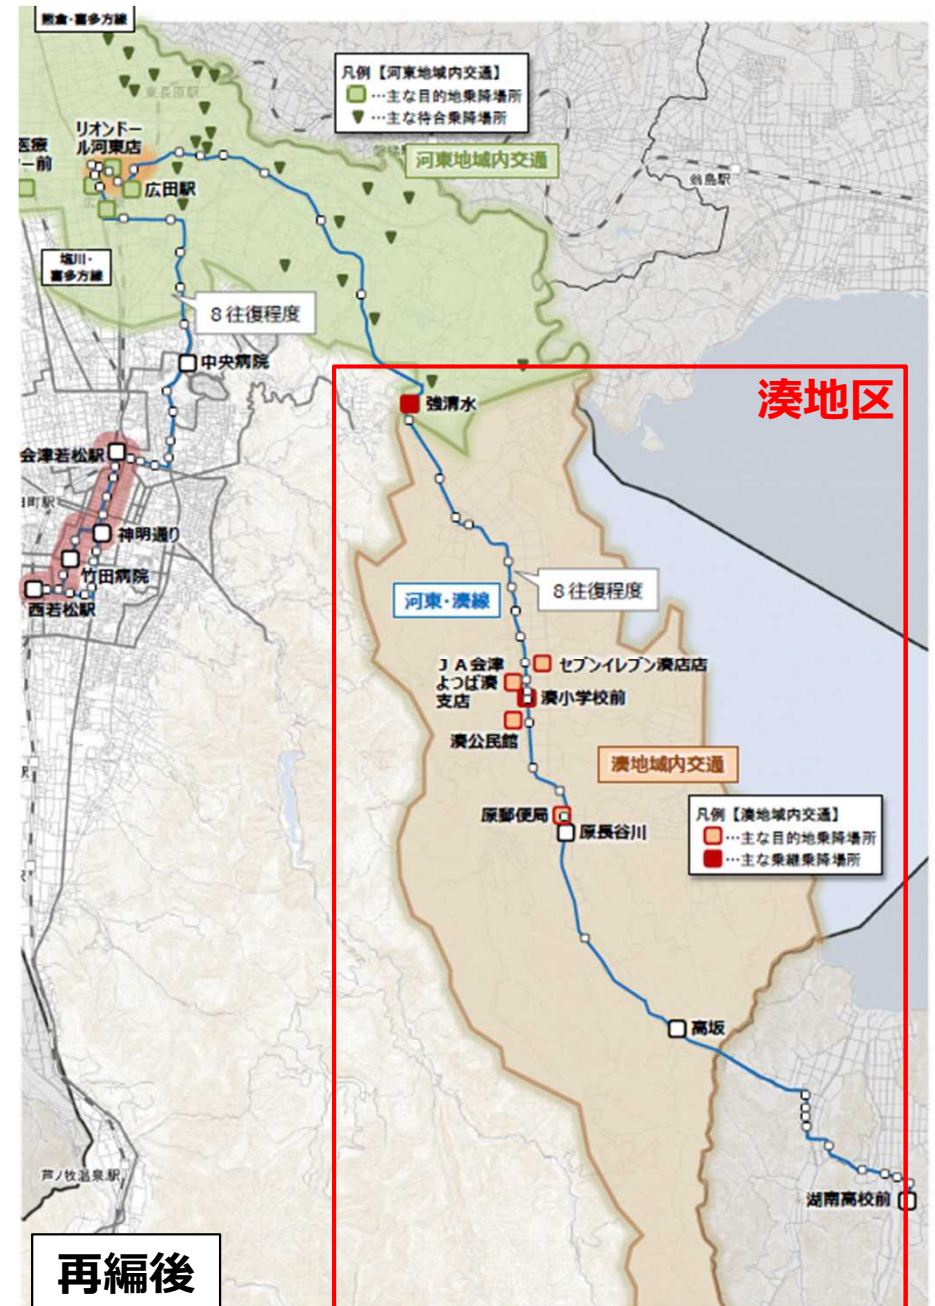 熊倉・喜多方線
凡例【河東地域内交通】
…主な目的地乗降場所
…主な待合乗降場所
東長原駅
リオンドー
ル河東店
医療
ー前
河東地域内交通
翁島駅
広田駅
塩川・
喜多方線
8往復程度
中央病院
湊地区
強清水
会津若松駅
町駅
神明通り
竹田病院
西若松駅
河東・湊線
8往復程度
JA会津
よつば湊
支店
セブンイレブン湊店店
湊小学校前
湊公民館
湊地域内交通
原郵便局
原長谷川
凡例【湊地域内交通】
…主な目的地乗降場所
…主な乗継乗降場所
高坂
芦ノ牧温泉駅
湖南高校前
再編後